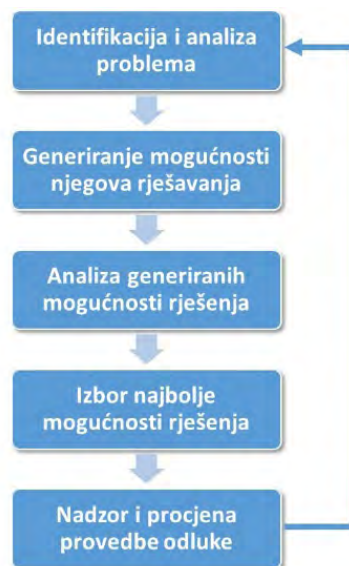 Identifikacija i analiza
problema
Generiranje mogućnosti
njegova rješavanja
Analiza generiranih
mogućnosti rješenja
Izbor najbolje
mogućnosti rješenja
Nadzor i procjena
provedbe odluke